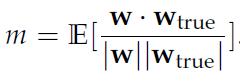 m = 𝔼[ w · w_true / |w||w_true| ].